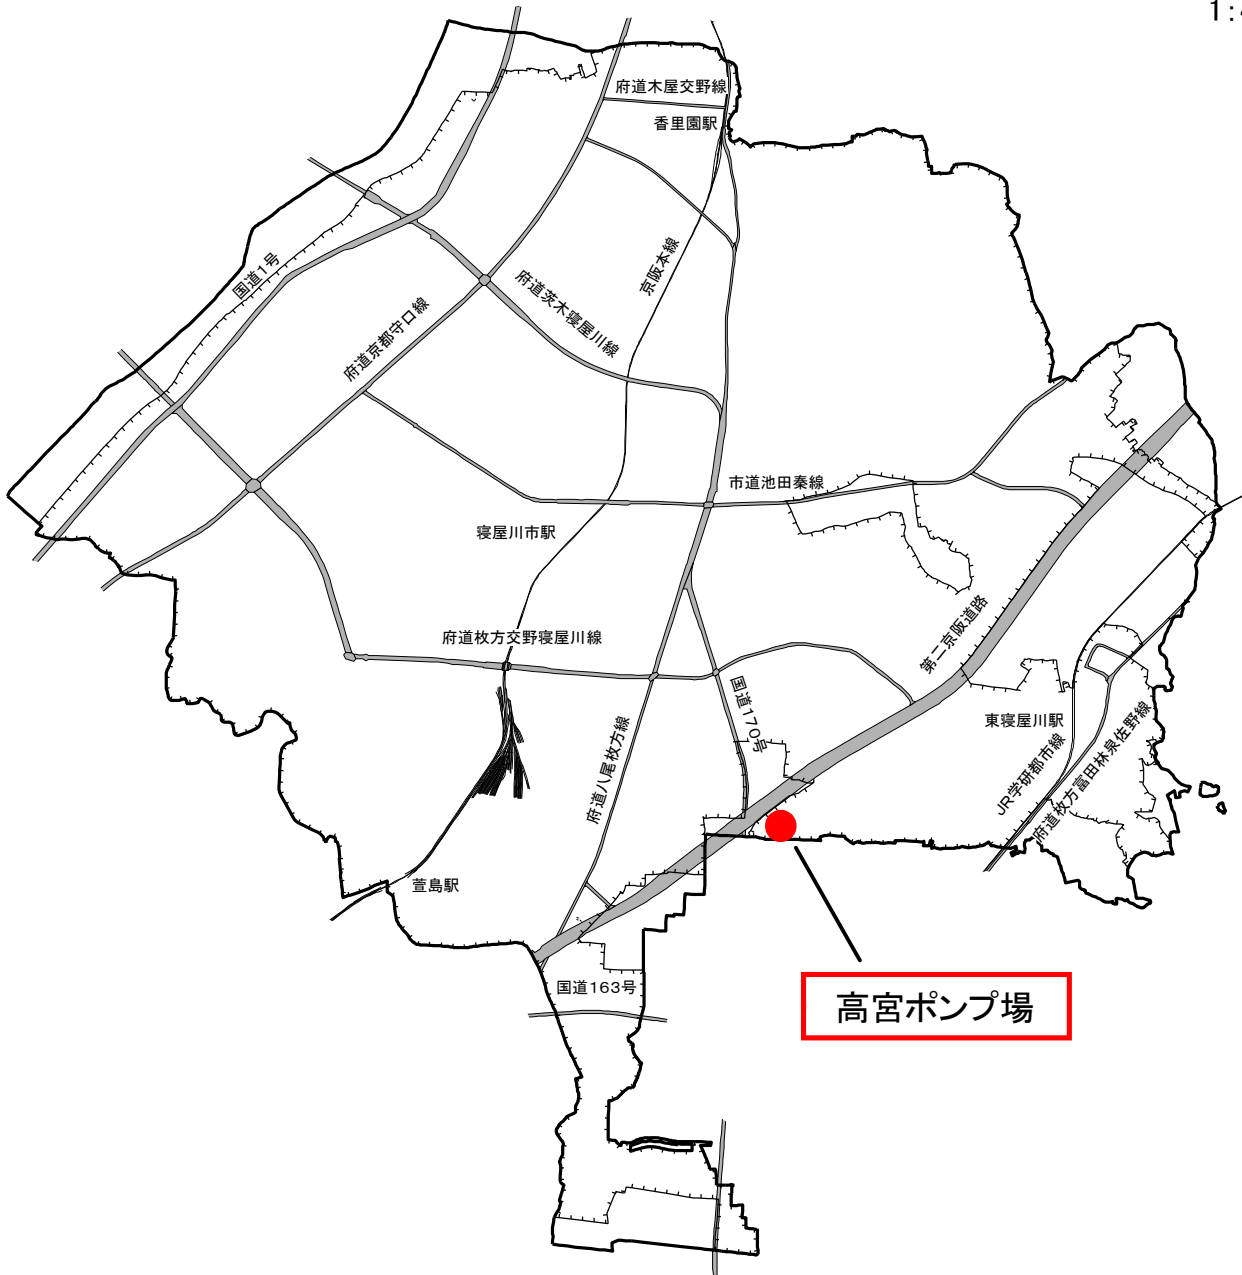 1:
府道木屋交野線
香里園駅
京阪本線
国道1号
府道茨木寝屋川線
府道京都守口線
市道池田秦線
寝屋川市駅
第二京阪道路
府道枚方交野寝屋川線
国道170号
東寝屋川駅
府道八尾枚方線
JR学研都市線
府道枚方富田林泉佐野線
萱島駅
国道163号
高宮ポンプ場